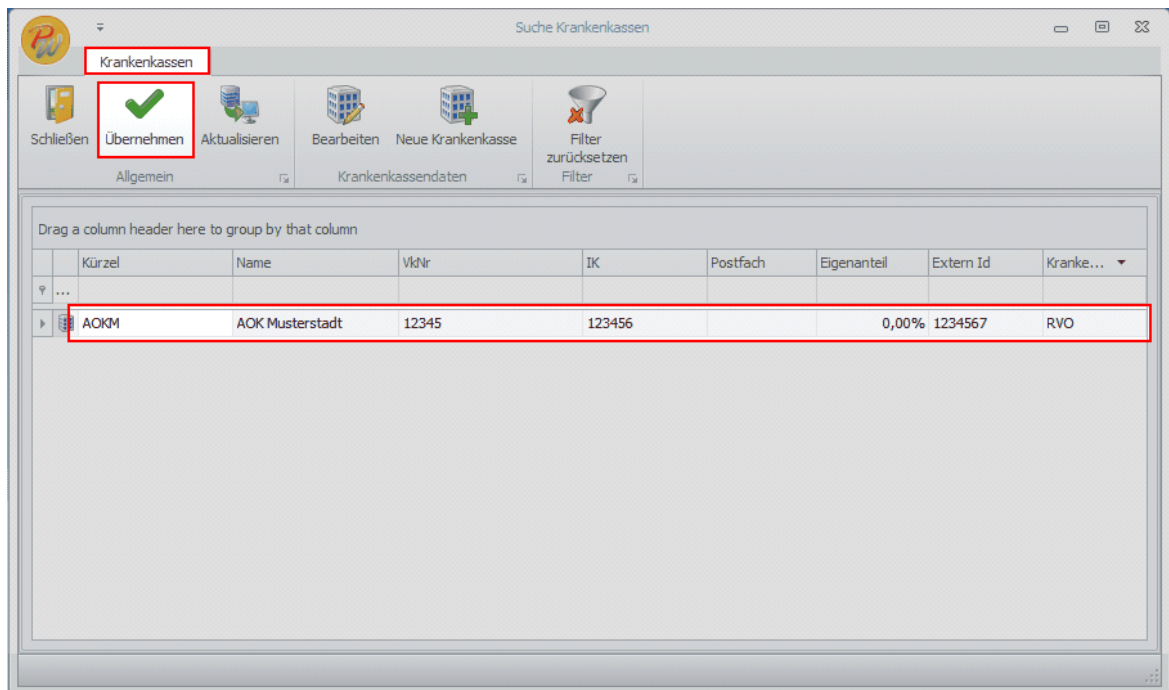 PW
Suche Krankenkassen
Krankenkassen
Schließen Übernehmen Aktualisieren Bearbeiten Neue Krankenkasse Filter zurücksetzen
Allgemein Krankenkassendaten Filter
Drag a column header here to group by that column
Kürzel Name VkNr IK Postfach Eigenanteil Extern Id Kranke...
...
AOKM AOK Musterstadt 12345 123456 0,00% 1234567 RVO